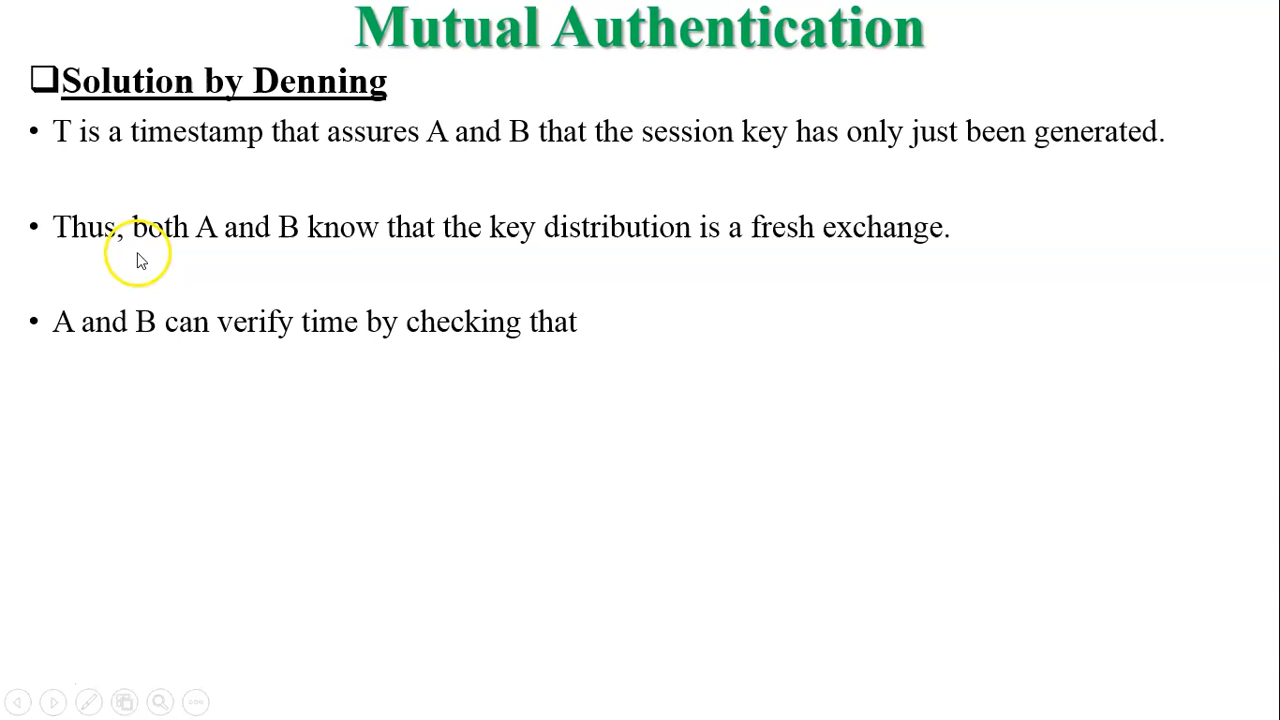 Mutual Authentication
❑Solution by Denning
• T is a timestamp that assures A and B that the session key has only just been generated.
• Thus, both A and B know that the key distribution is a fresh exchange.
• A and B can verify time by checking that